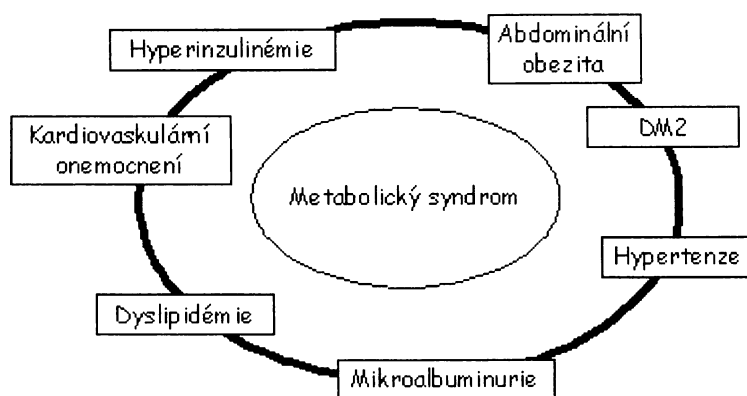 Hyperinzulinémie
Abdominální
obezita
Kardiovaskulární
onemocnení
DM2
Metabolický syndrom
Hypertenze
Dyslipidémie
Mikroalbuminurie